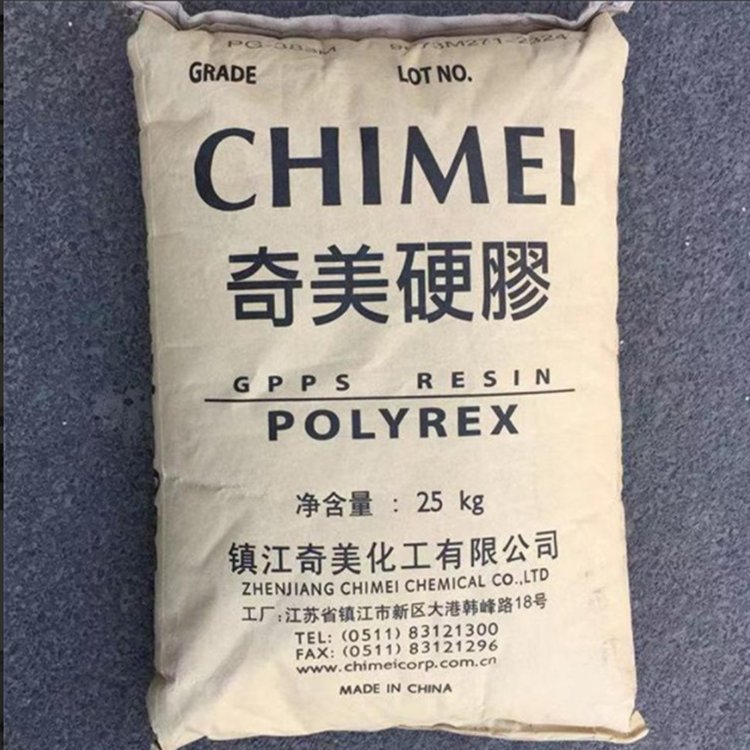 PG-383M
GRADE LOT NO.
CHIMEI
奇美硬膠
GPPS RESIN
POLYREX
净含量 : 25 kg
镇江奇美化工有限公司
ZHENJIANG CHIMEI CHEMICAL CO.,LTD
工厂:江苏省镇江市新区大港韩峰路18号
TEL: (0511) 83121300
FAX: (0511) 83121296
www.chimeicorp.com.cn
MADE IN CHINA